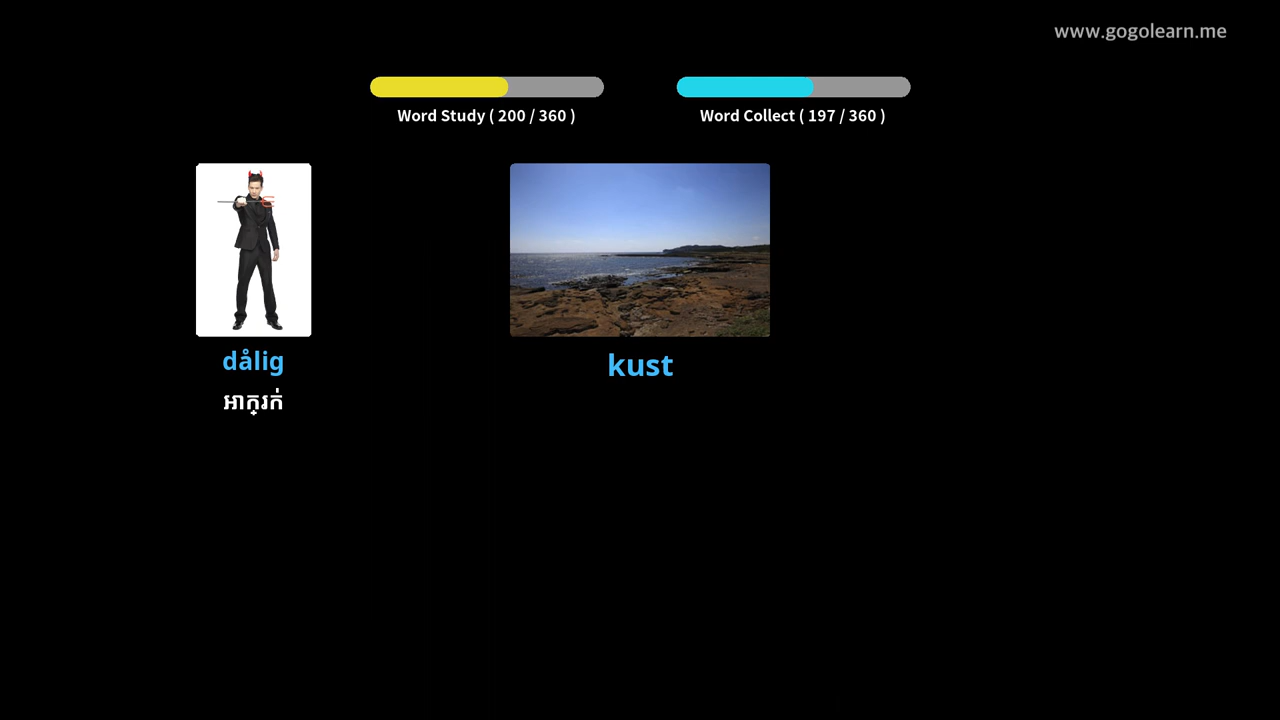 www.gogolearn.me
Word Study ( 200 / 360 )
Word Collect ( 197 / 360 )
dålig
អាក្រក់
kust